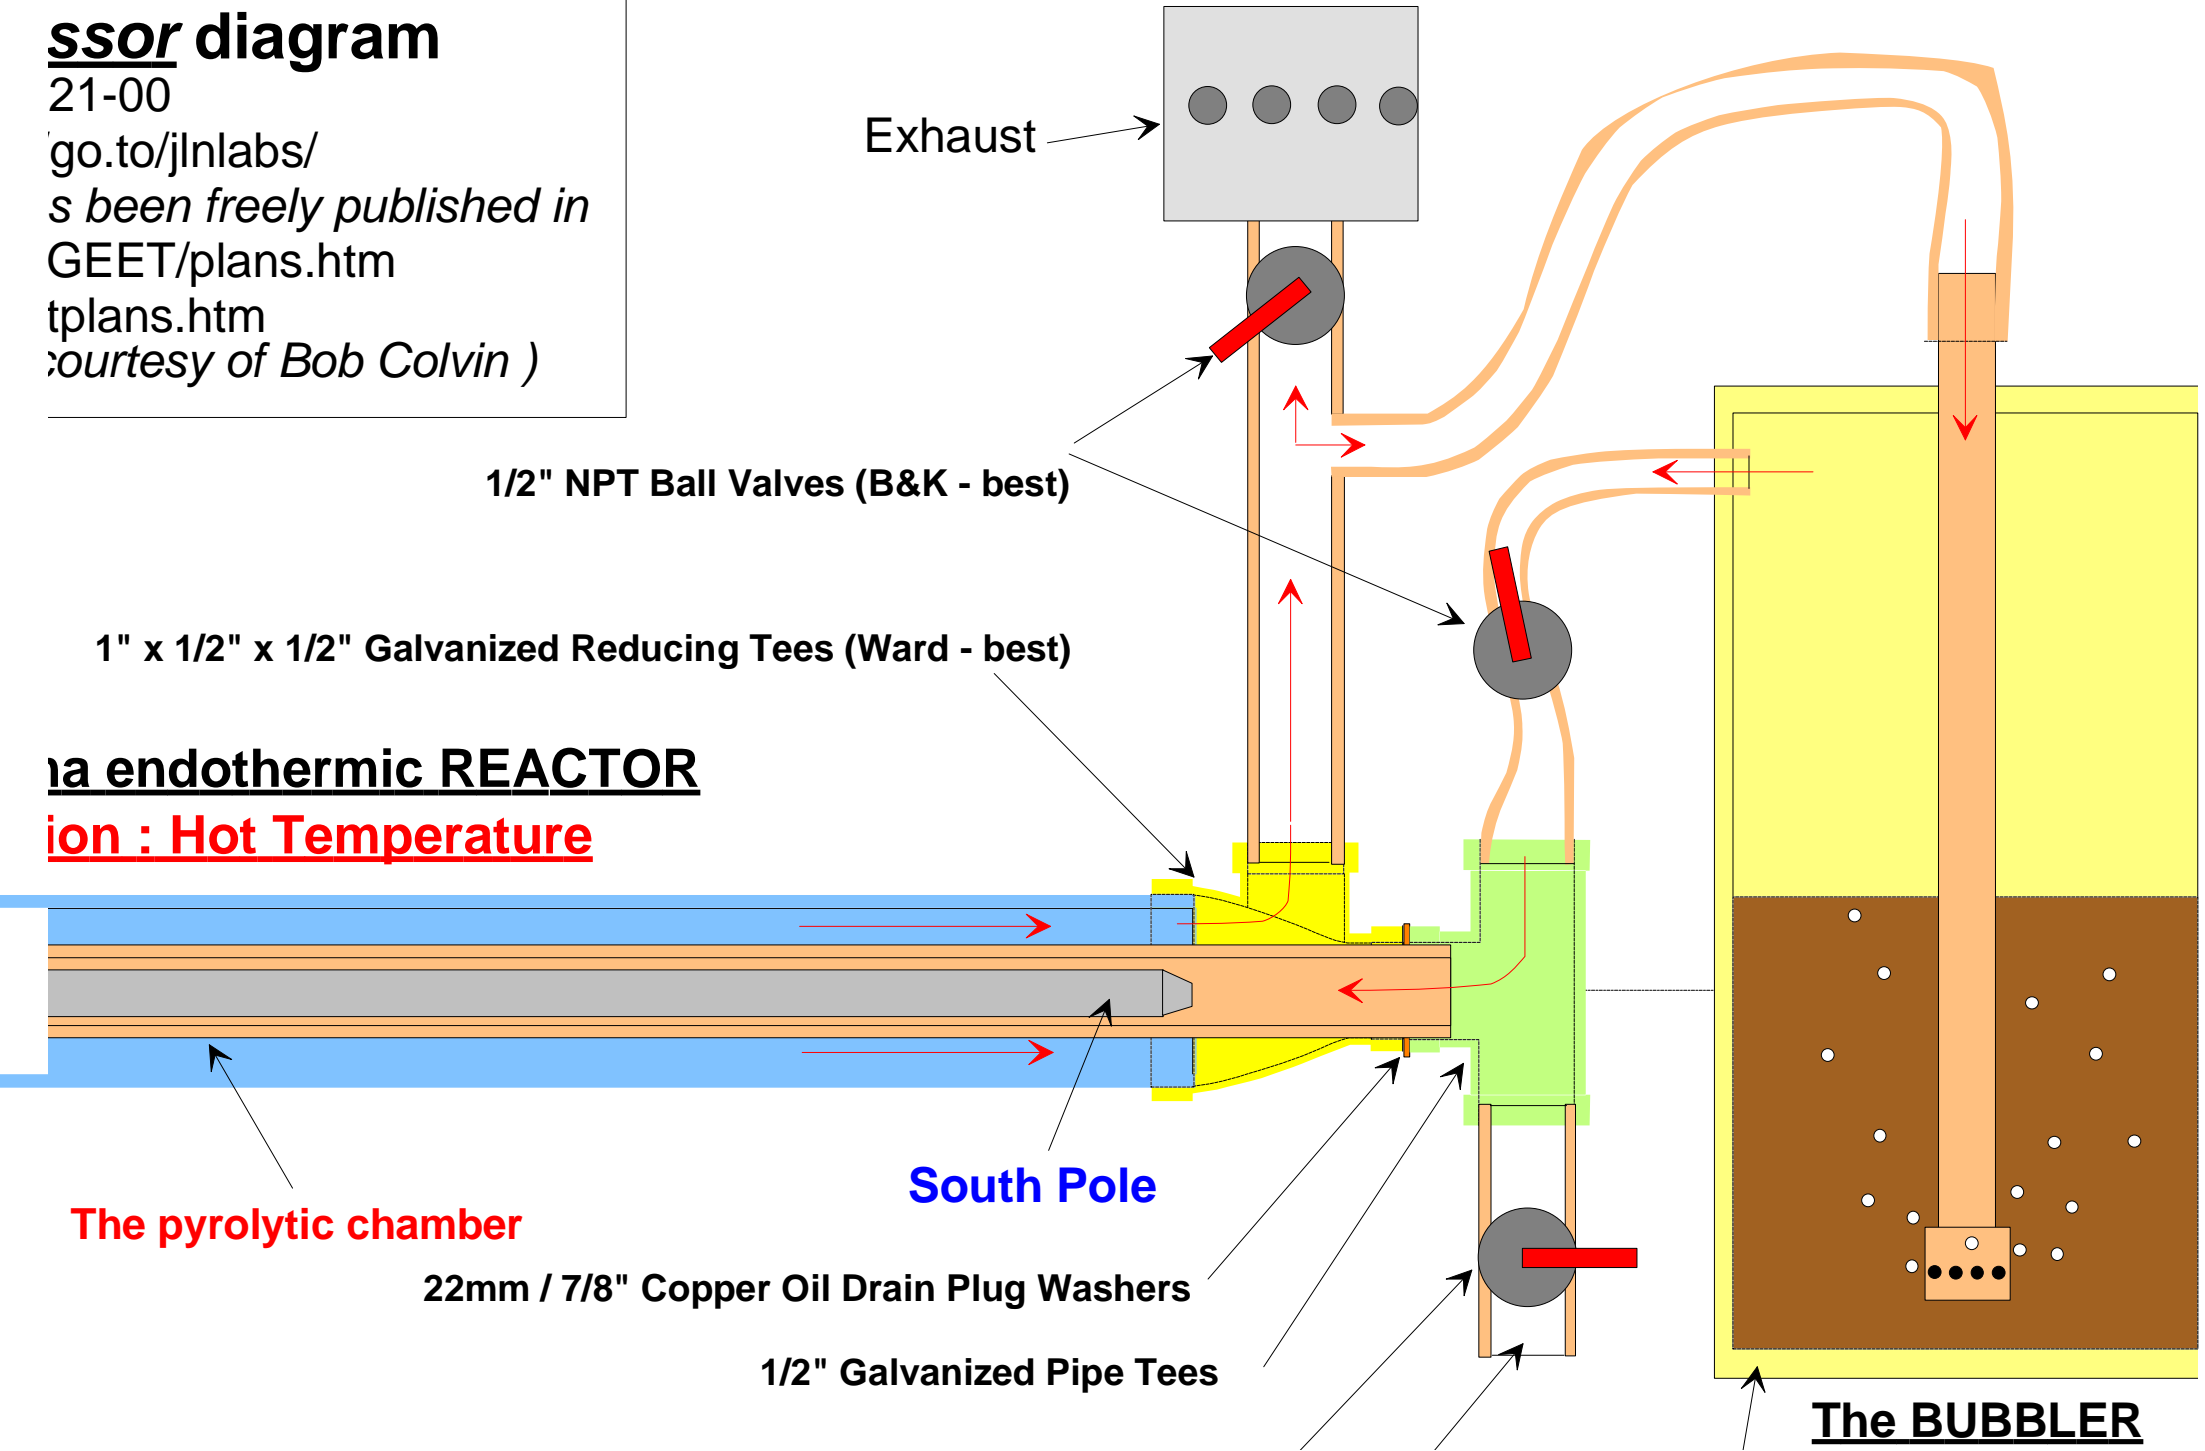 ssor diagram
21-00
go.to/jlnlabs/
s been freely published in
GEET/plans.htm
tplans.htm
courtesy of Bob Colvin )
Exhaust
1/2" NPT Ball Valves (B&K - best)
1" x 1/2" x 1/2" Galvanized Reducing Tees (Ward - best)
na endothermic REACTOR
ion : Hot Temperature
South Pole
The pyrolytic chamber
22mm / 7/8" Copper Oil Drain Plug Washers
1/2" Galvanized Pipe Tees
The BUBBLER